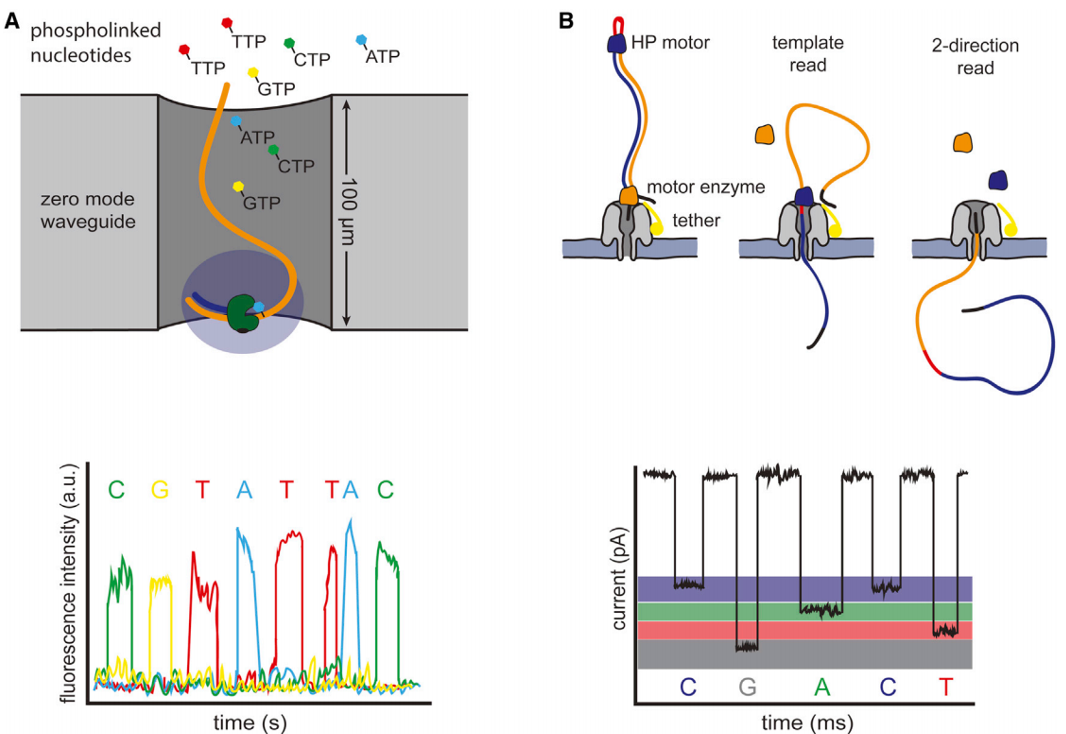 A
phospholinked
nucleotides
TTP
TTP
CTP
ATP
GTP
ATP
CTP
GTP
zero mode
waveguide
100 µm
fluorescence intensity (a.u.)
C G T A T T A C
time (s)
B
HP motor
template
read
2-direction
read
motor enzyme
tether
current (pA)
C G A C T
time (ms)